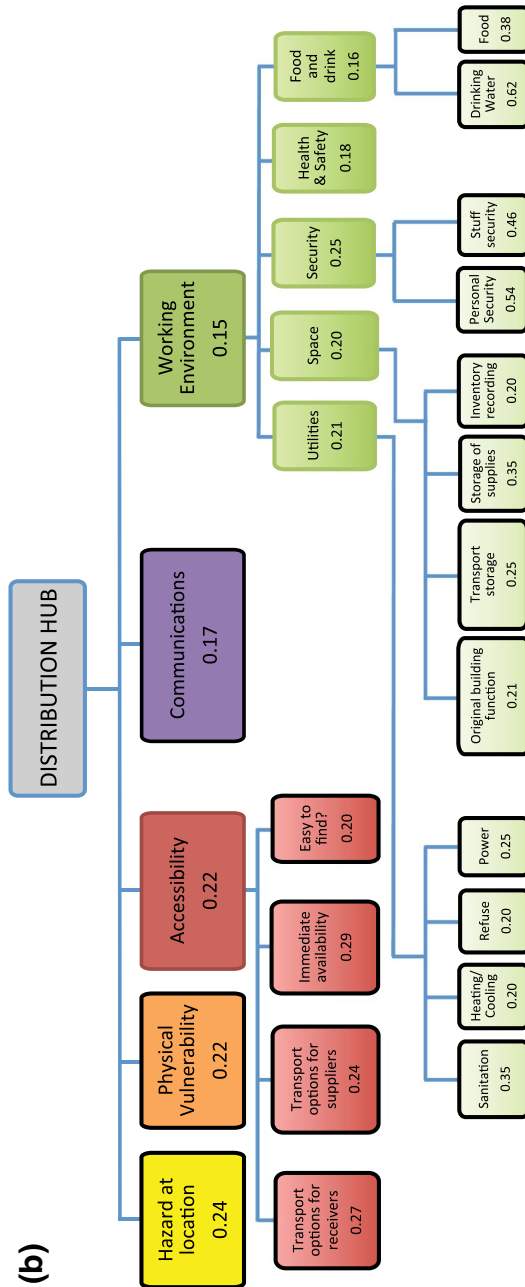 (b)
DISTRIBUTION HUB
Hazard at
location
0.24
Physical
Vulnerability
0.22
Accessibility
0.22
Communications
0.17
Working
Environment
0.15
Transport
options for
receivers
0.27
Transport
options for
suppliers
0.24
Immediate
availability
0.29
Easy to
find?
0.20
Utilities
0.21
Space
0.20
Security
0.25
Health
& Safety
0.18
Food
and
drink
0.16
Sanitation
0.35
Heating/
Cooling
0.20
Refuse
0.20
Power
0.25
Original building
function
0.21
Transport
storage
0.25
Storage of
supplies
0.35
Inventory
recording
0.20
Personal
Security
0.54
Stuff
security
0.46
Drinking
Water
0.62
Food
0.38